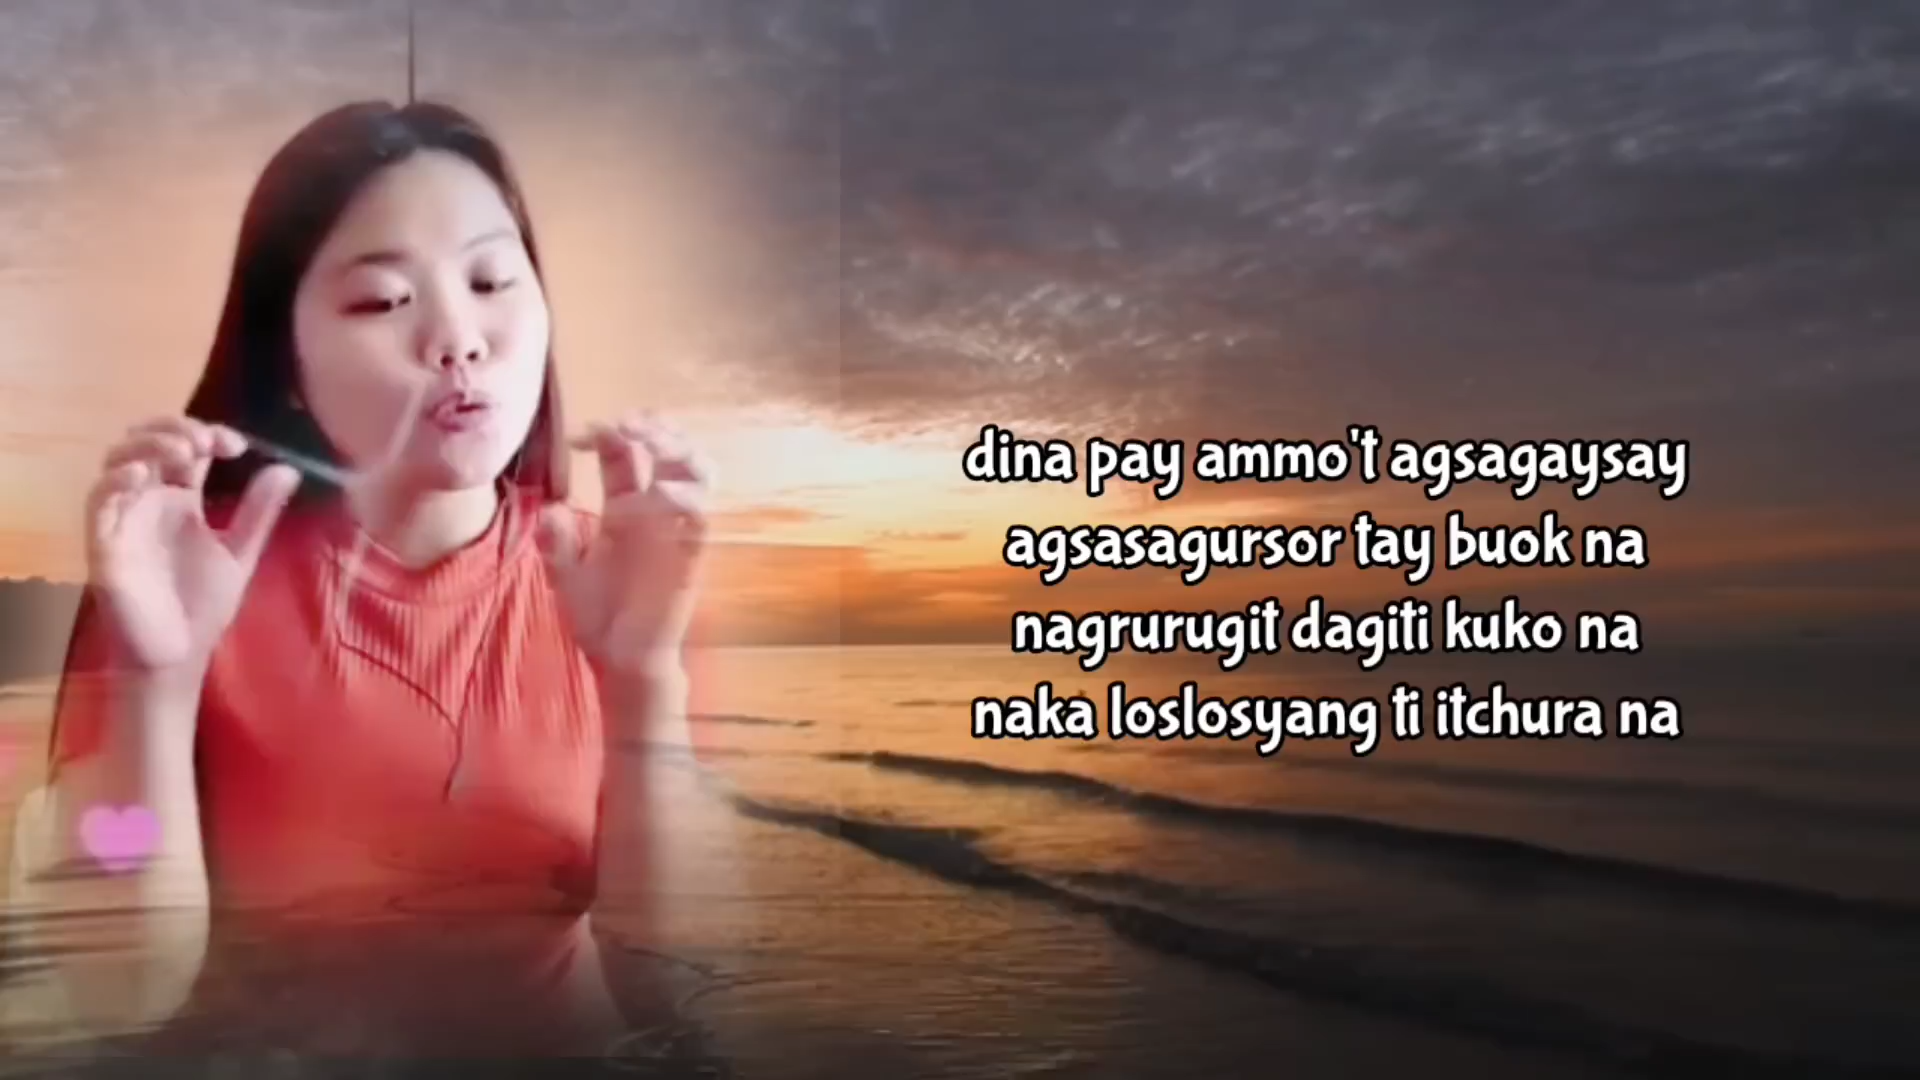 dina pay ammo't agsagaysay
agsasagursor tay buok na
nagrurugit dagiti kuko na
naka loslosyang ti itchura na